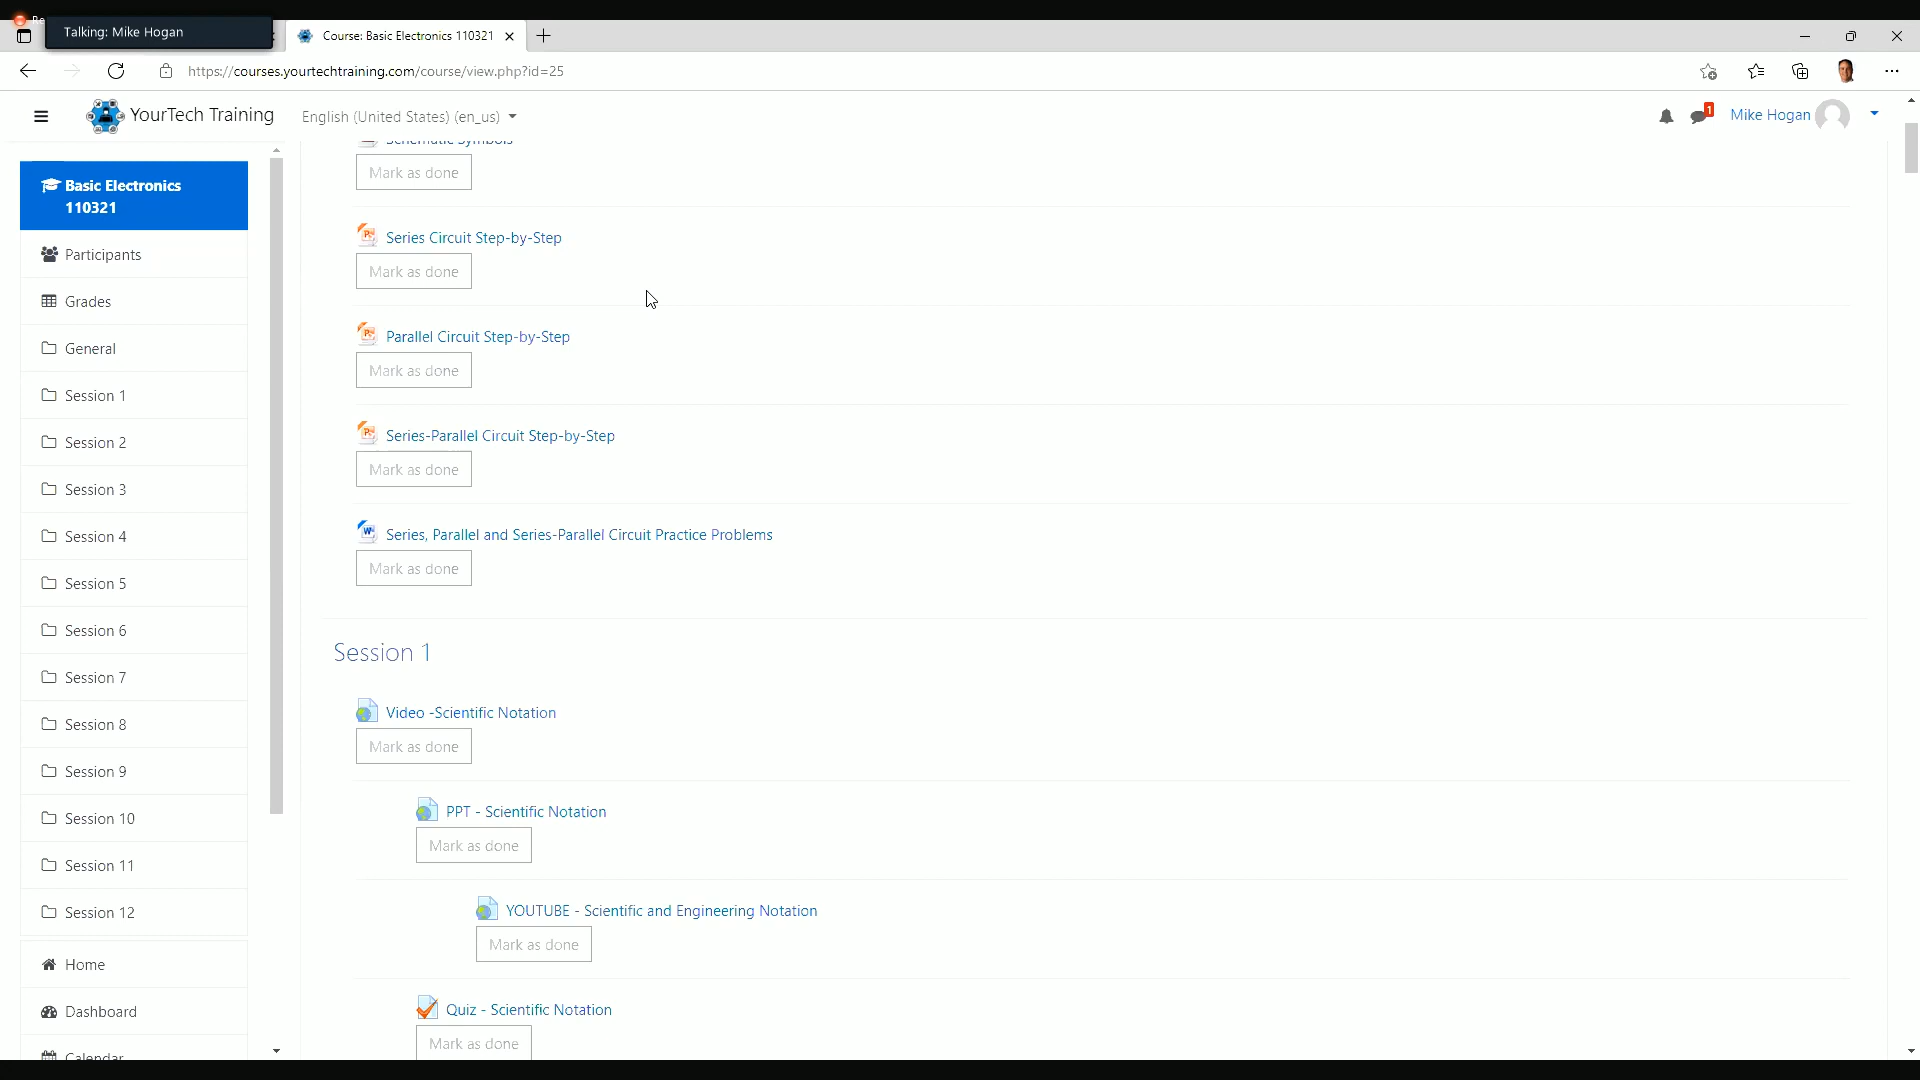 Re
Talking: Mike Hogan
Course: Basic Electronics 110321
https://courses.yourtechtraining.com/course/view.php?id=25
YourTech Training
English (United States) (en_us)
1
Mike Hogan
Basic Electronics
110321
Participants
Grades
General
Session 1
Session 2
Session 3
Session 4
Session 5
Session 6
Session 7
Session 8
Session 9
Session 10
Session 11
Session 12
Home
Dashboard
Calendar
Schematic Symbols
Mark as done
Series Circuit Step-by-Step
Mark as done
Parallel Circuit Step-by-Step
Mark as done
Series-Parallel Circuit Step-by-Step
Mark as done
Series, Parallel and Series-Parallel Circuit Practice Problems
Mark as done
Session 1
Video -Scientific Notation
Mark as done
PPT - Scientific Notation
Mark as done
YOUTUBE - Scientific and Engineering Notation
Mark as done
Quiz - Scientific Notation
Mark as done